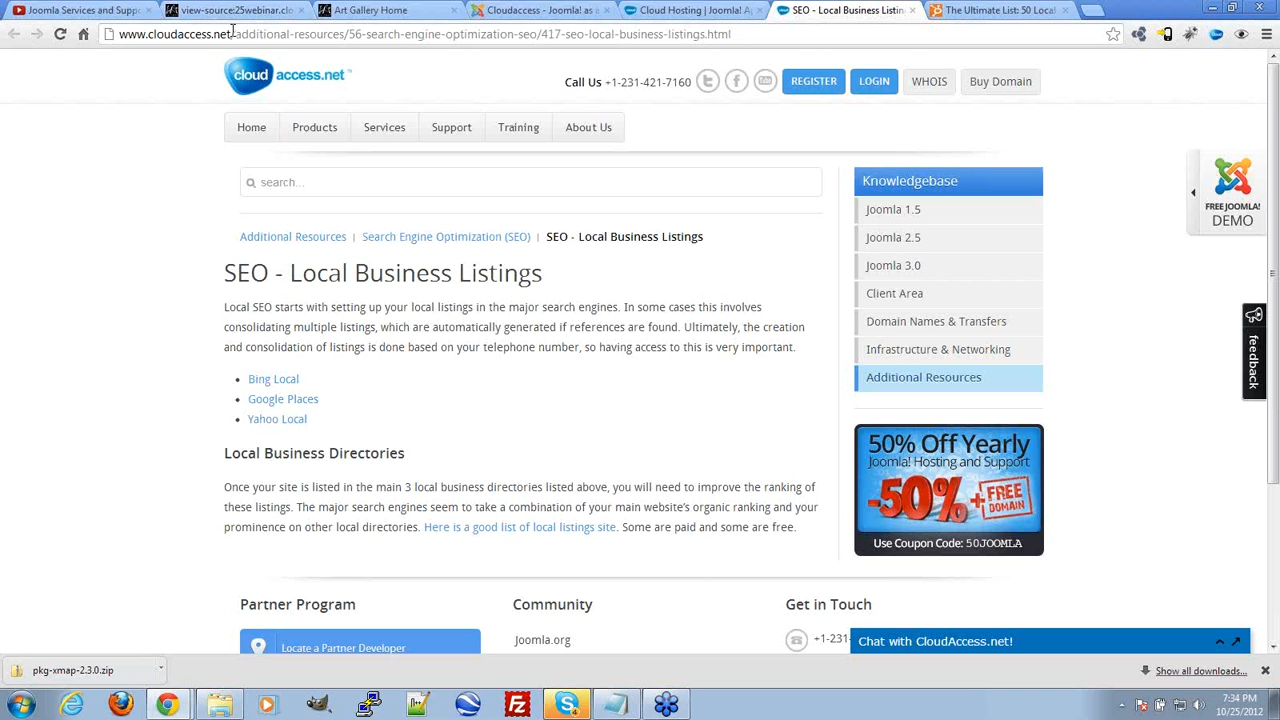 Joomla Services and Supp
view-source:25webinar.clo
Art Gallery Home
Cloudaccess - Joomla! as a
Cloud Hosting | Joomla! Ap
SEO - Local Business Listin
The Ultimate List: 50 Local
www.cloudaccess.net/additional-resources/56-search-engine-optimization-seo/417-seo-local-business-listings.html
cloud access.net
Call Us +1-231-421-7160
REGISTER
LOGIN
WHOIS
Buy Domain
Home
Products
Services
Support
Training
About Us
search...
Knowledgebase
Joomla 1.5
Joomla 2.5
Joomla 3.0
Client Area
Domain Names & Transfers
Infrastructure & Networking
Additional Resources
FREE JOOMLA!
DEMO
feedback
Additional Resources | Search Engine Optimization (SEO) | SEO - Local Business Listings
SEO - Local Business Listings
Local SEO starts with setting up your local listings in the major search engines. In some cases this involves
consolidating multiple listings, which are automatically generated if references are found. Ultimately, the creation
and consolidation of listings is done based on your telephone number, so having access to this is very important.
Bing Local
Google Places
Yahoo Local
Local Business Directories
Once your site is listed in the main 3 local business directories listed above, you will need to improve the ranking of
these listings. The major search engines seem to take a combination of your main website's organic ranking and your
prominence on other local directories. Here is a good list of local listings site. Some are paid and some are free.
50% Off Yearly
Joomla! Hosting and Support
-50% + FREE DOMAIN
Use Coupon Code: 50JOOMLA
Partner Program
Community
Get in Touch
Locate a Partner Developer
Joomla.org
+1-231-
Chat with CloudAccess.net!
pkg-xmap-2.3.0.zip
Show all downloads...
7:34 PM
10/25/2012